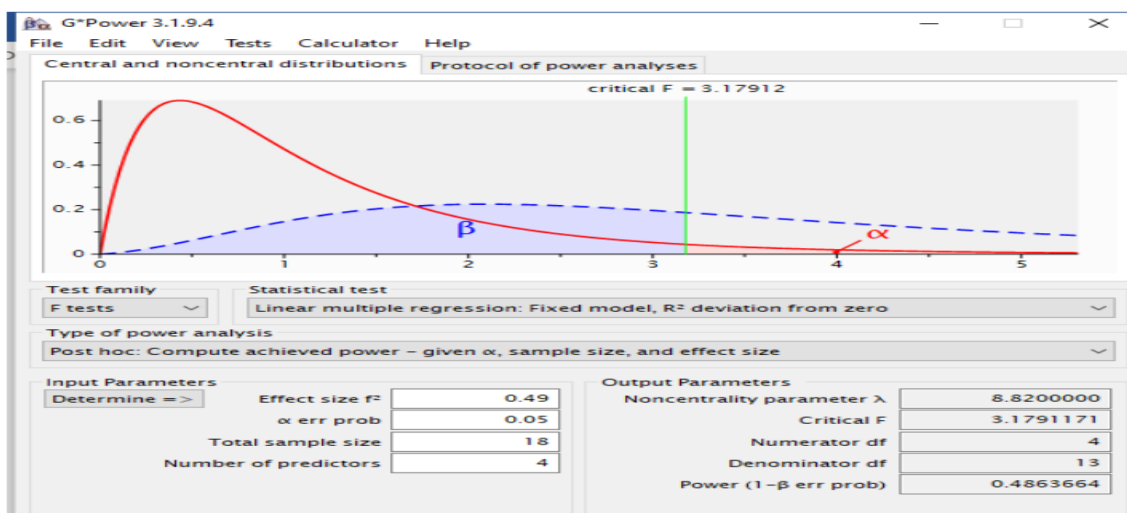 G*Power 3.1.9.4
File Edit View Tests Calculator Help
Central and noncentral distributions Protocol of power analyses
critical F = 3.17912
0.6
0.4
0.2
0
β
α
0 1 2 3 4 5
Test family Statistical test
F tests Linear multiple regression: Fixed model, R² deviation from zero
Type of power analysis
Post hoc: Compute achieved power – given α, sample size, and effect size
Input Parameters Output Parameters
Determine => Effect size f² 0.49 Noncentrality parameter λ 8.8200000
α err prob 0.05 Critical F 3.1791171
Total sample size 18 Numerator df 4
Number of predictors 4 Denominator df 13
Power (1-β err prob) 0.4863664